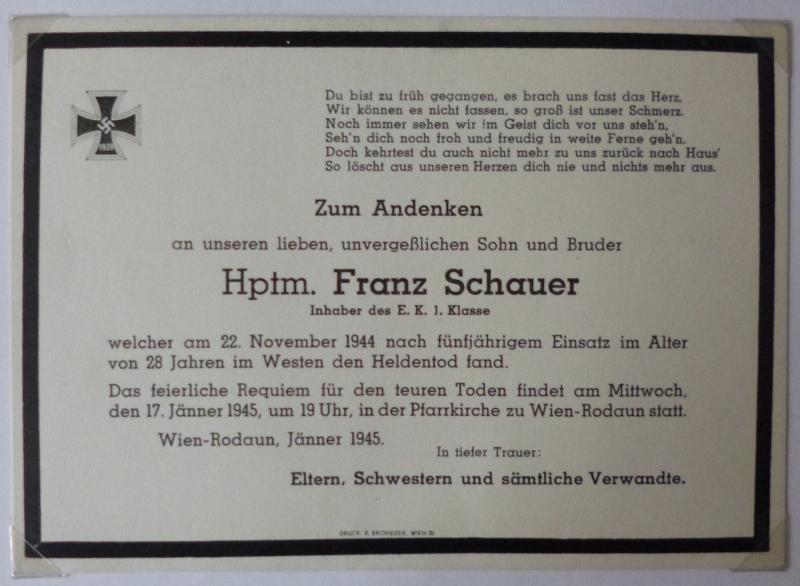 1939
Du bist zu früh gegangen, es brach uns fast das Herz,
Wir können es nicht fassen, so groß ist unser Schmerz.
Noch immer sehen wir im Geist dich vor uns steh'n,
Seh'n dich noch froh und freudig in weite Ferne geh'n.
Doch kehrtest du auch nicht mehr zu uns zurück nach Haus'
So löscht aus unseren Herzen dich nie und nichts mehr aus.
Zum Andenken
an unseren lieben, unvergeßlichen Sohn und Bruder
Hptm. Franz Schauer
Inhaber des E. K. 1. Klasse
welcher am 22. November 1944 nach fünfjährigem Einsatz im Alter
von 28 Jahren im Westen den Heldentod fand.
Das feierliche Requiem für den teuren Toten findet am Mittwoch,
den 17. Jänner 1945, um 19 Uhr, in der Pfarrkirche zu Wien-Rodaun statt.
Wien-Rodaun, Jänner 1945.
In tiefer Trauer:
Eltern, Schwestern und sämtliche Verwandte.
DRUCK: BRONEDER, WIEN